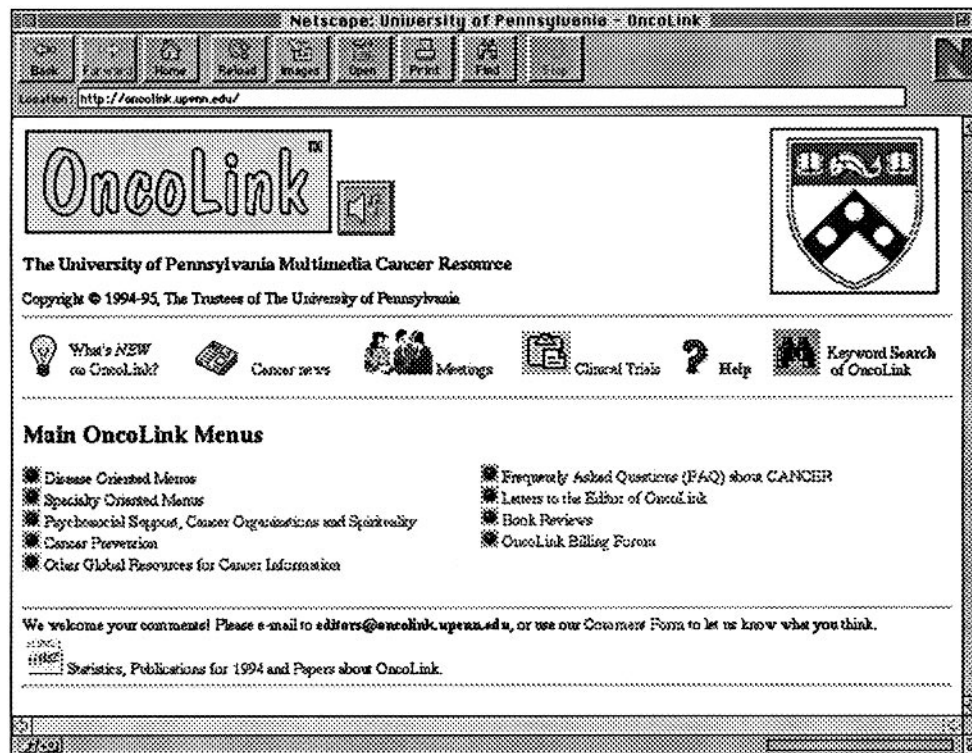 Netscape: University of Pennsylvania - OncoLink
Back Forward Home Reload Images Open Print Find Stop
Location: http://oncolink.upenn.edu/
N
OncoLink TM
The University of Pennsylvania Multimedia Cancer Resource
Copyright © 1994-95, The Trustees of The University of Pennsylvania
What's NEW
on OncoLink?
Cancer news
Meetings
Clinical Trials
Help
Keyword Search
of OncoLink
Main OncoLink Menus
Disease Oriented Menus
Specialty Oriented Menus
Psychosocial Support, Cancer Organizations and Spirituality
Cancer Prevention
Other Global Resources for Cancer Information
Frequently Asked Questions (FAQ) about CANCER
Letters to the Editor of OncoLink
Book Reviews
OncoLink Billing Forum
We welcome your comments! Please e-mail to editors@oncolink.upenn.edu, or use our Comment Form to let us know what you think.
Statistics, Publications for 1994 and Papers about OncoLink.